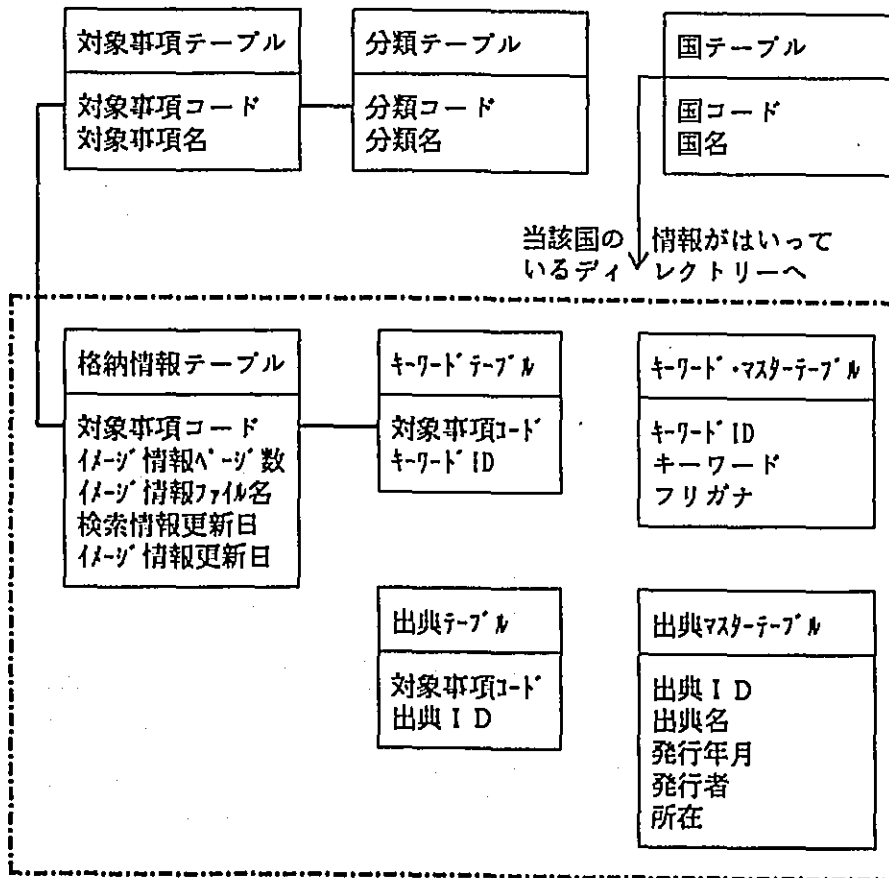 対象事項テーブル
対象事項コード
対象事項名
分類テーブル
分類コード
分類名
国テーブル
国コード
国名
当該国の情報がはいって
いるディレクトリーへ
格納情報テーブル
対象事項コード
ｲﾒｰｼﾞ情報ﾍﾟｰｼﾞ数
ｲﾒｰｼﾞ情報ﾌｧｲﾙ名
検索情報更新日
ｲﾒｰｼﾞ情報更新日
ｷｰﾜｰﾄﾞﾃｰﾌﾞﾙ
対象事項ｺｰﾄﾞ
ｷｰﾜｰﾄﾞID
ｷｰﾜｰﾄﾞ・ﾏｽﾀｰﾃｰﾌﾞﾙ
ｷｰﾜｰﾄﾞID
キーワード
フリガナ
出典ﾃｰﾌﾞﾙ
対象事項ｺｰﾄﾞ
出典ＩＤ
出典ﾏｽﾀｰﾃｰﾌﾞﾙ
出典ＩＤ
出典名
発行年月
発行者
所在